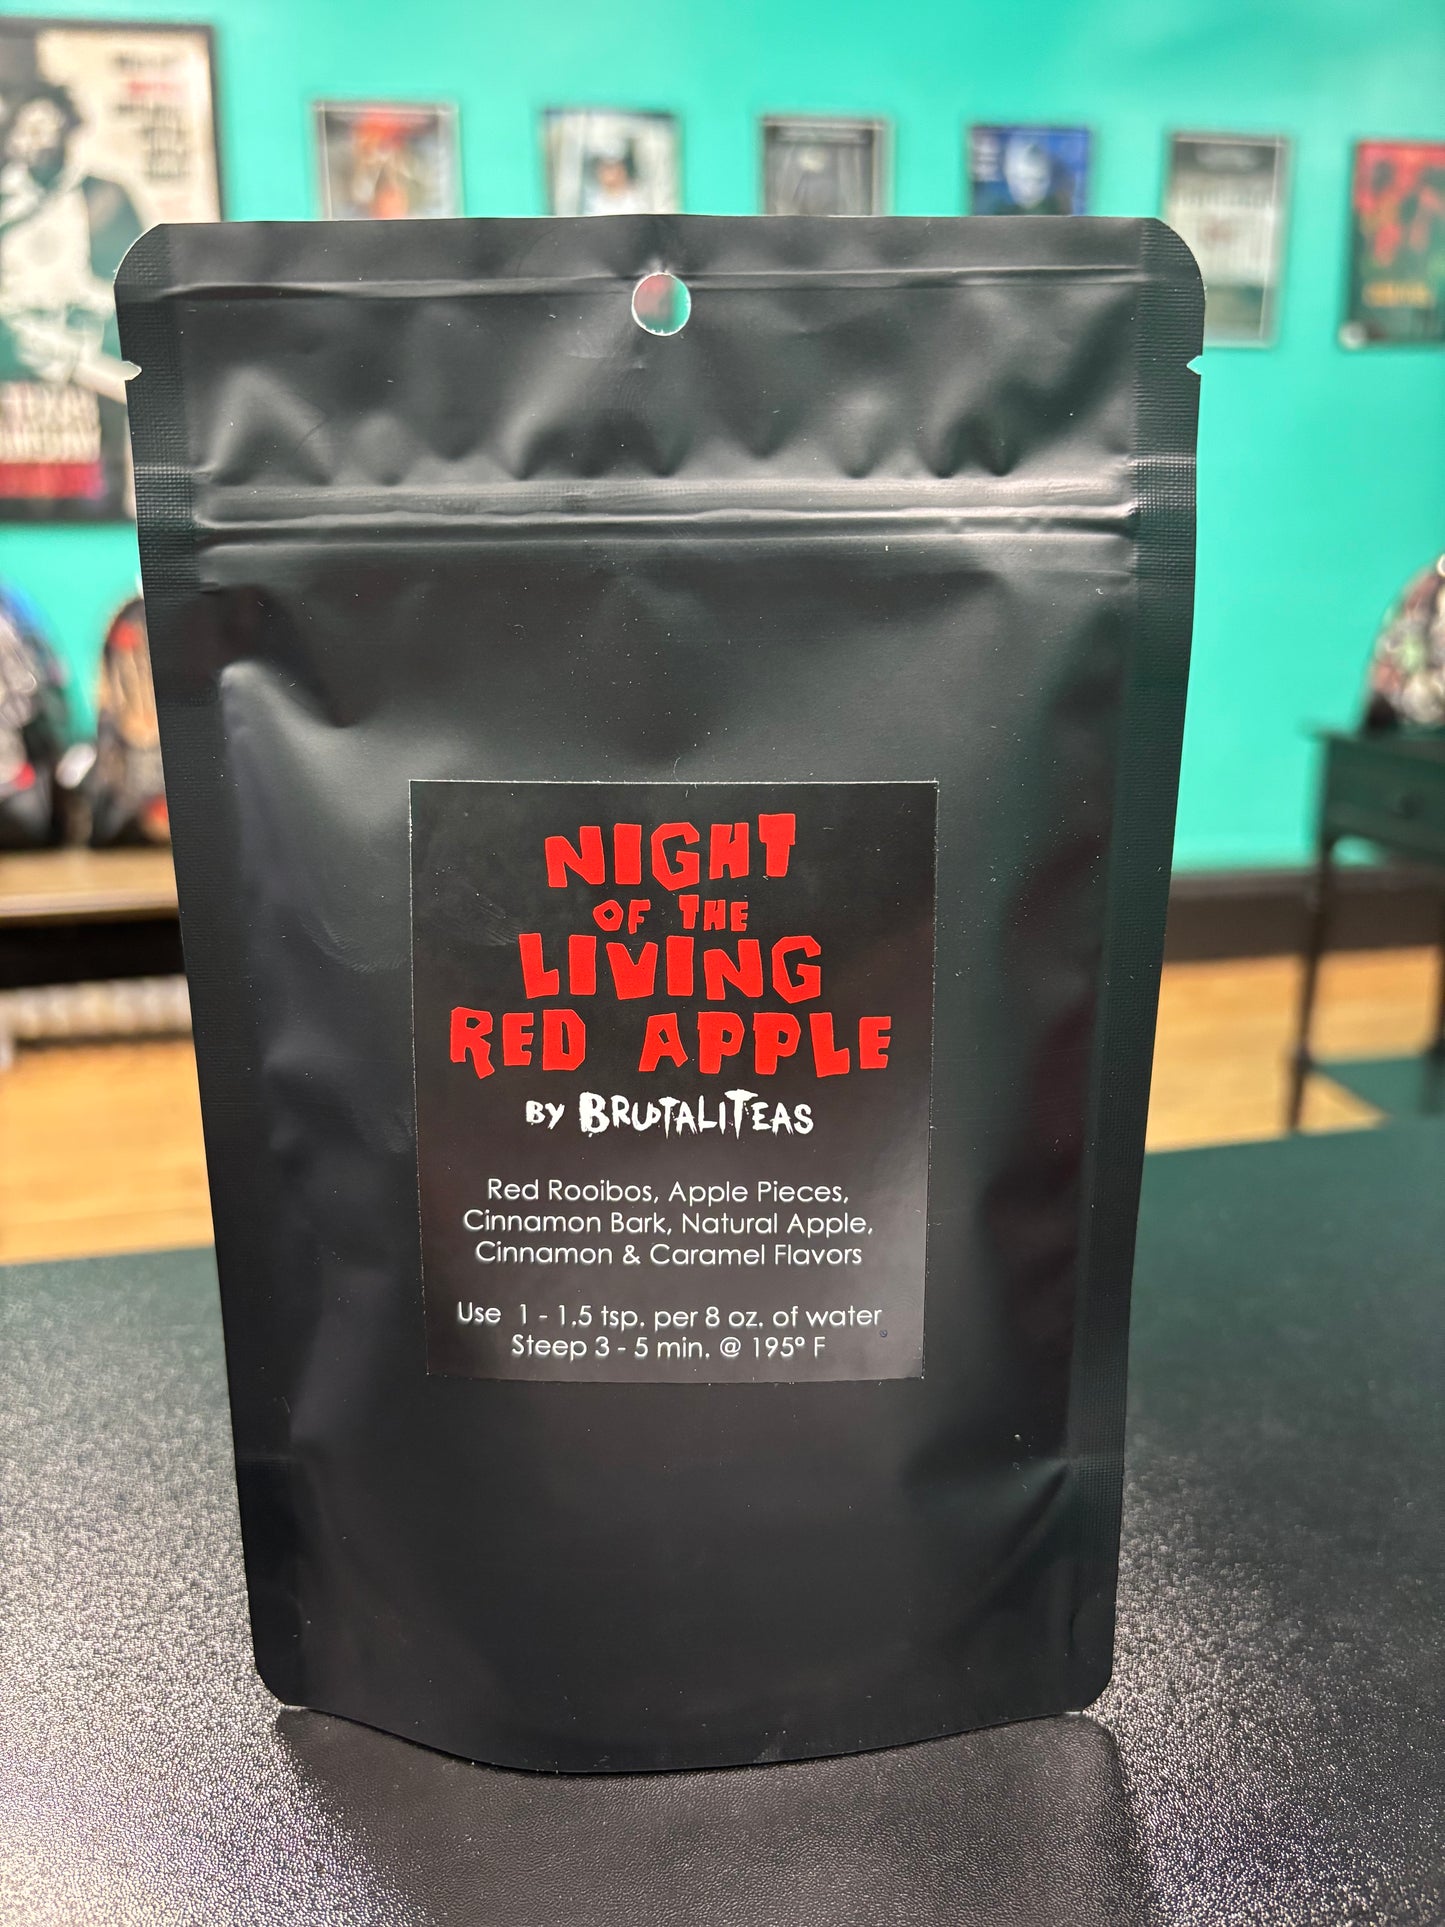 NIGHT
OF THE
LIVING
RED APPLE
BY BRUTALITEAS
Red Rooibos, Apple Pieces,
Cinnamon Bark, Natural Apple,
Cinnamon & Caramel Flavors
Use 1 - 1.5 tsp. per 8 oz. of water
Steep 3 - 5 min. @ 195° F